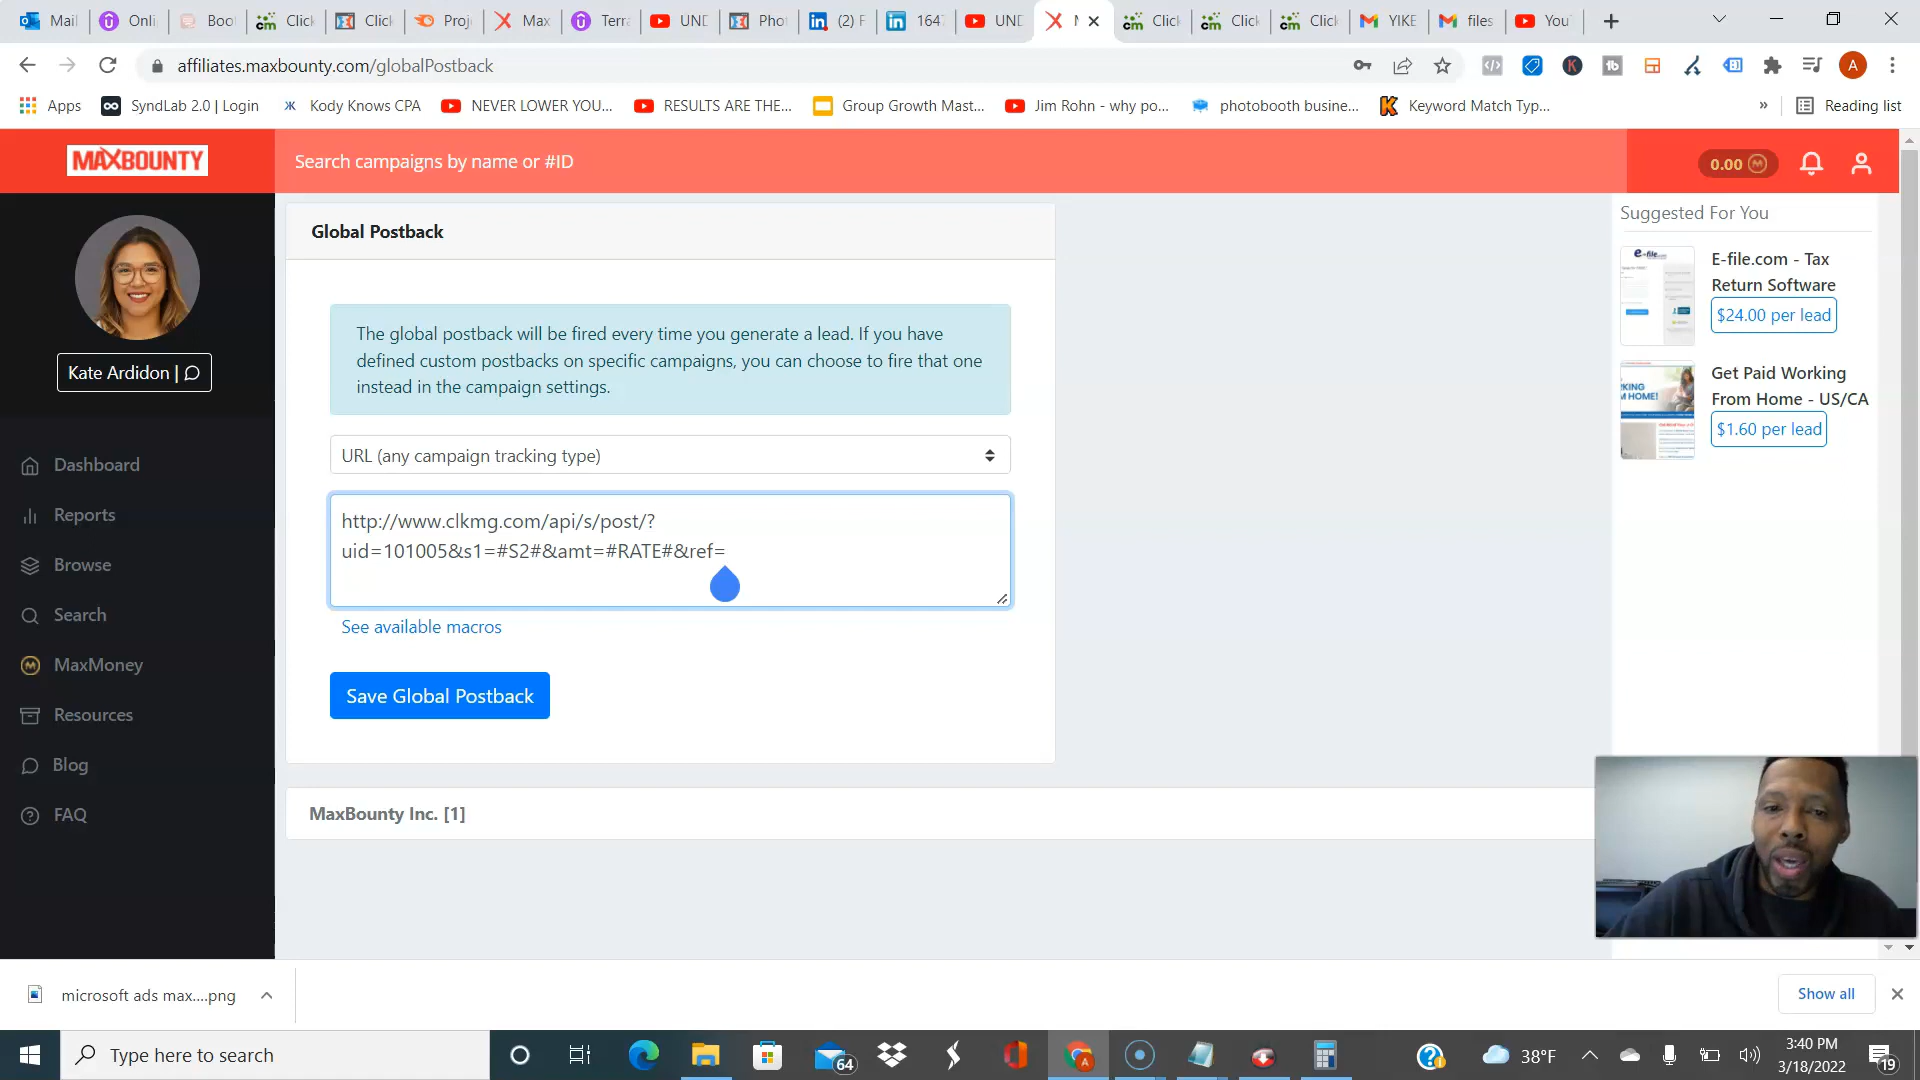 Mail
Onli
Boo
Click
Click
Proj
Max
Terra
UND
Pho
(2) F
1647
UND
Click
Click
Click
YIKE
files
You
affiliates.maxbounty.com/globalPostback
Apps
SyndLab 2.0 | Login
Kody Knows CPA
NEVER LOWER YOU...
RESULTS ARE THE...
Group Growth Mast...
Jim Rohn - why po...
photobooth busine...
Keyword Match Typ...
»
Reading list
MAXBOUNTY
Search campaigns by name or #ID
0.00
Kate Ardidon |
Dashboard
Reports
Browse
Search
MaxMoney
Resources
Blog
FAQ
Global Postback
The global postback will be fired every time you generate a lead. If you have
defined custom postbacks on specific campaigns, you can choose to fire that one
instead in the campaign settings.
URL (any campaign tracking type)
http://www.clkmg.com/api/s/post/?
uid=101005&s1=#S2#&amt=#RATE#&ref=
See available macros
Save Global Postback
MaxBounty Inc. [1]
Suggested For You
E-file.com - Tax
Return Software
$24.00 per lead
Get Paid Working
From Home - US/CA
$1.60 per lead
microsoft ads max....png
Show all
Type here to search
64
38°F
3:40 PM
3/18/2022
19